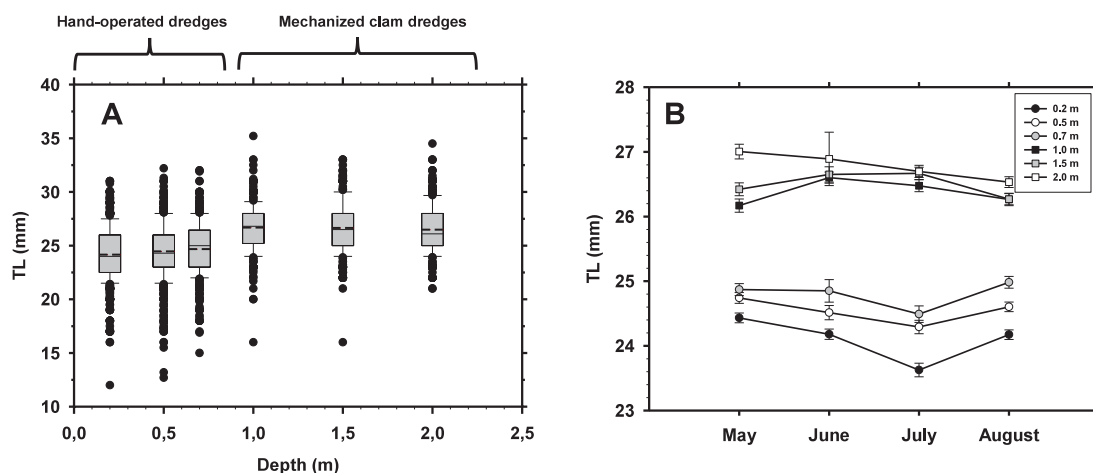 Hand-operated dredges
Mechanized clam dredges
A
TL (mm)
40
35
30
25
20
15
10
0,0
0,5
1,0
1,5
2,0
2,5
Depth (m)
B
TL (mm)
28
27
26
25
24
23
May
June
July
August
0.2 m
0.5 m
0.7 m
1.0 m
1.5 m
2.0 m